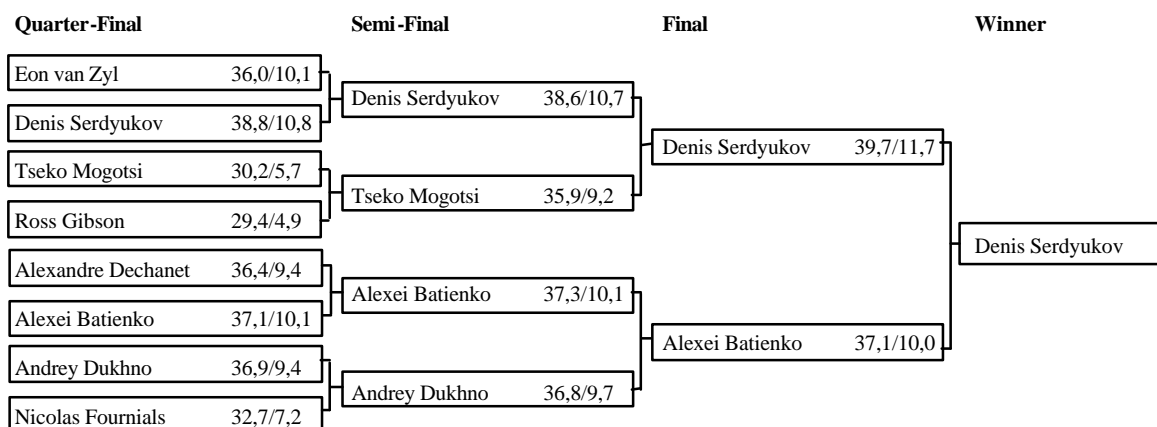 Quarter-Final Semi-Final Final Winner
Eon van Zyl 36,0/10,1
Denis Serdyukov 38,6/10,7
Denis Serdyukov 38,8/10,8
Denis Serdyukov 39,7/11,7
Tseko Mogotsi 30,2/5,7
Tseko Mogotsi 35,9/9,2
Ross Gibson 29,4/4,9
Denis Serdyukov
Alexandre Dechanet 36,4/9,4
Alexei Batienko 37,3/10,1
Alexei Batienko 37,1/10,1
Alexei Batienko 37,1/10,0
Andrey Dukhno 36,9/9,4
Andrey Dukhno 36,8/9,7
Nicolas Fournials 32,7/7,2